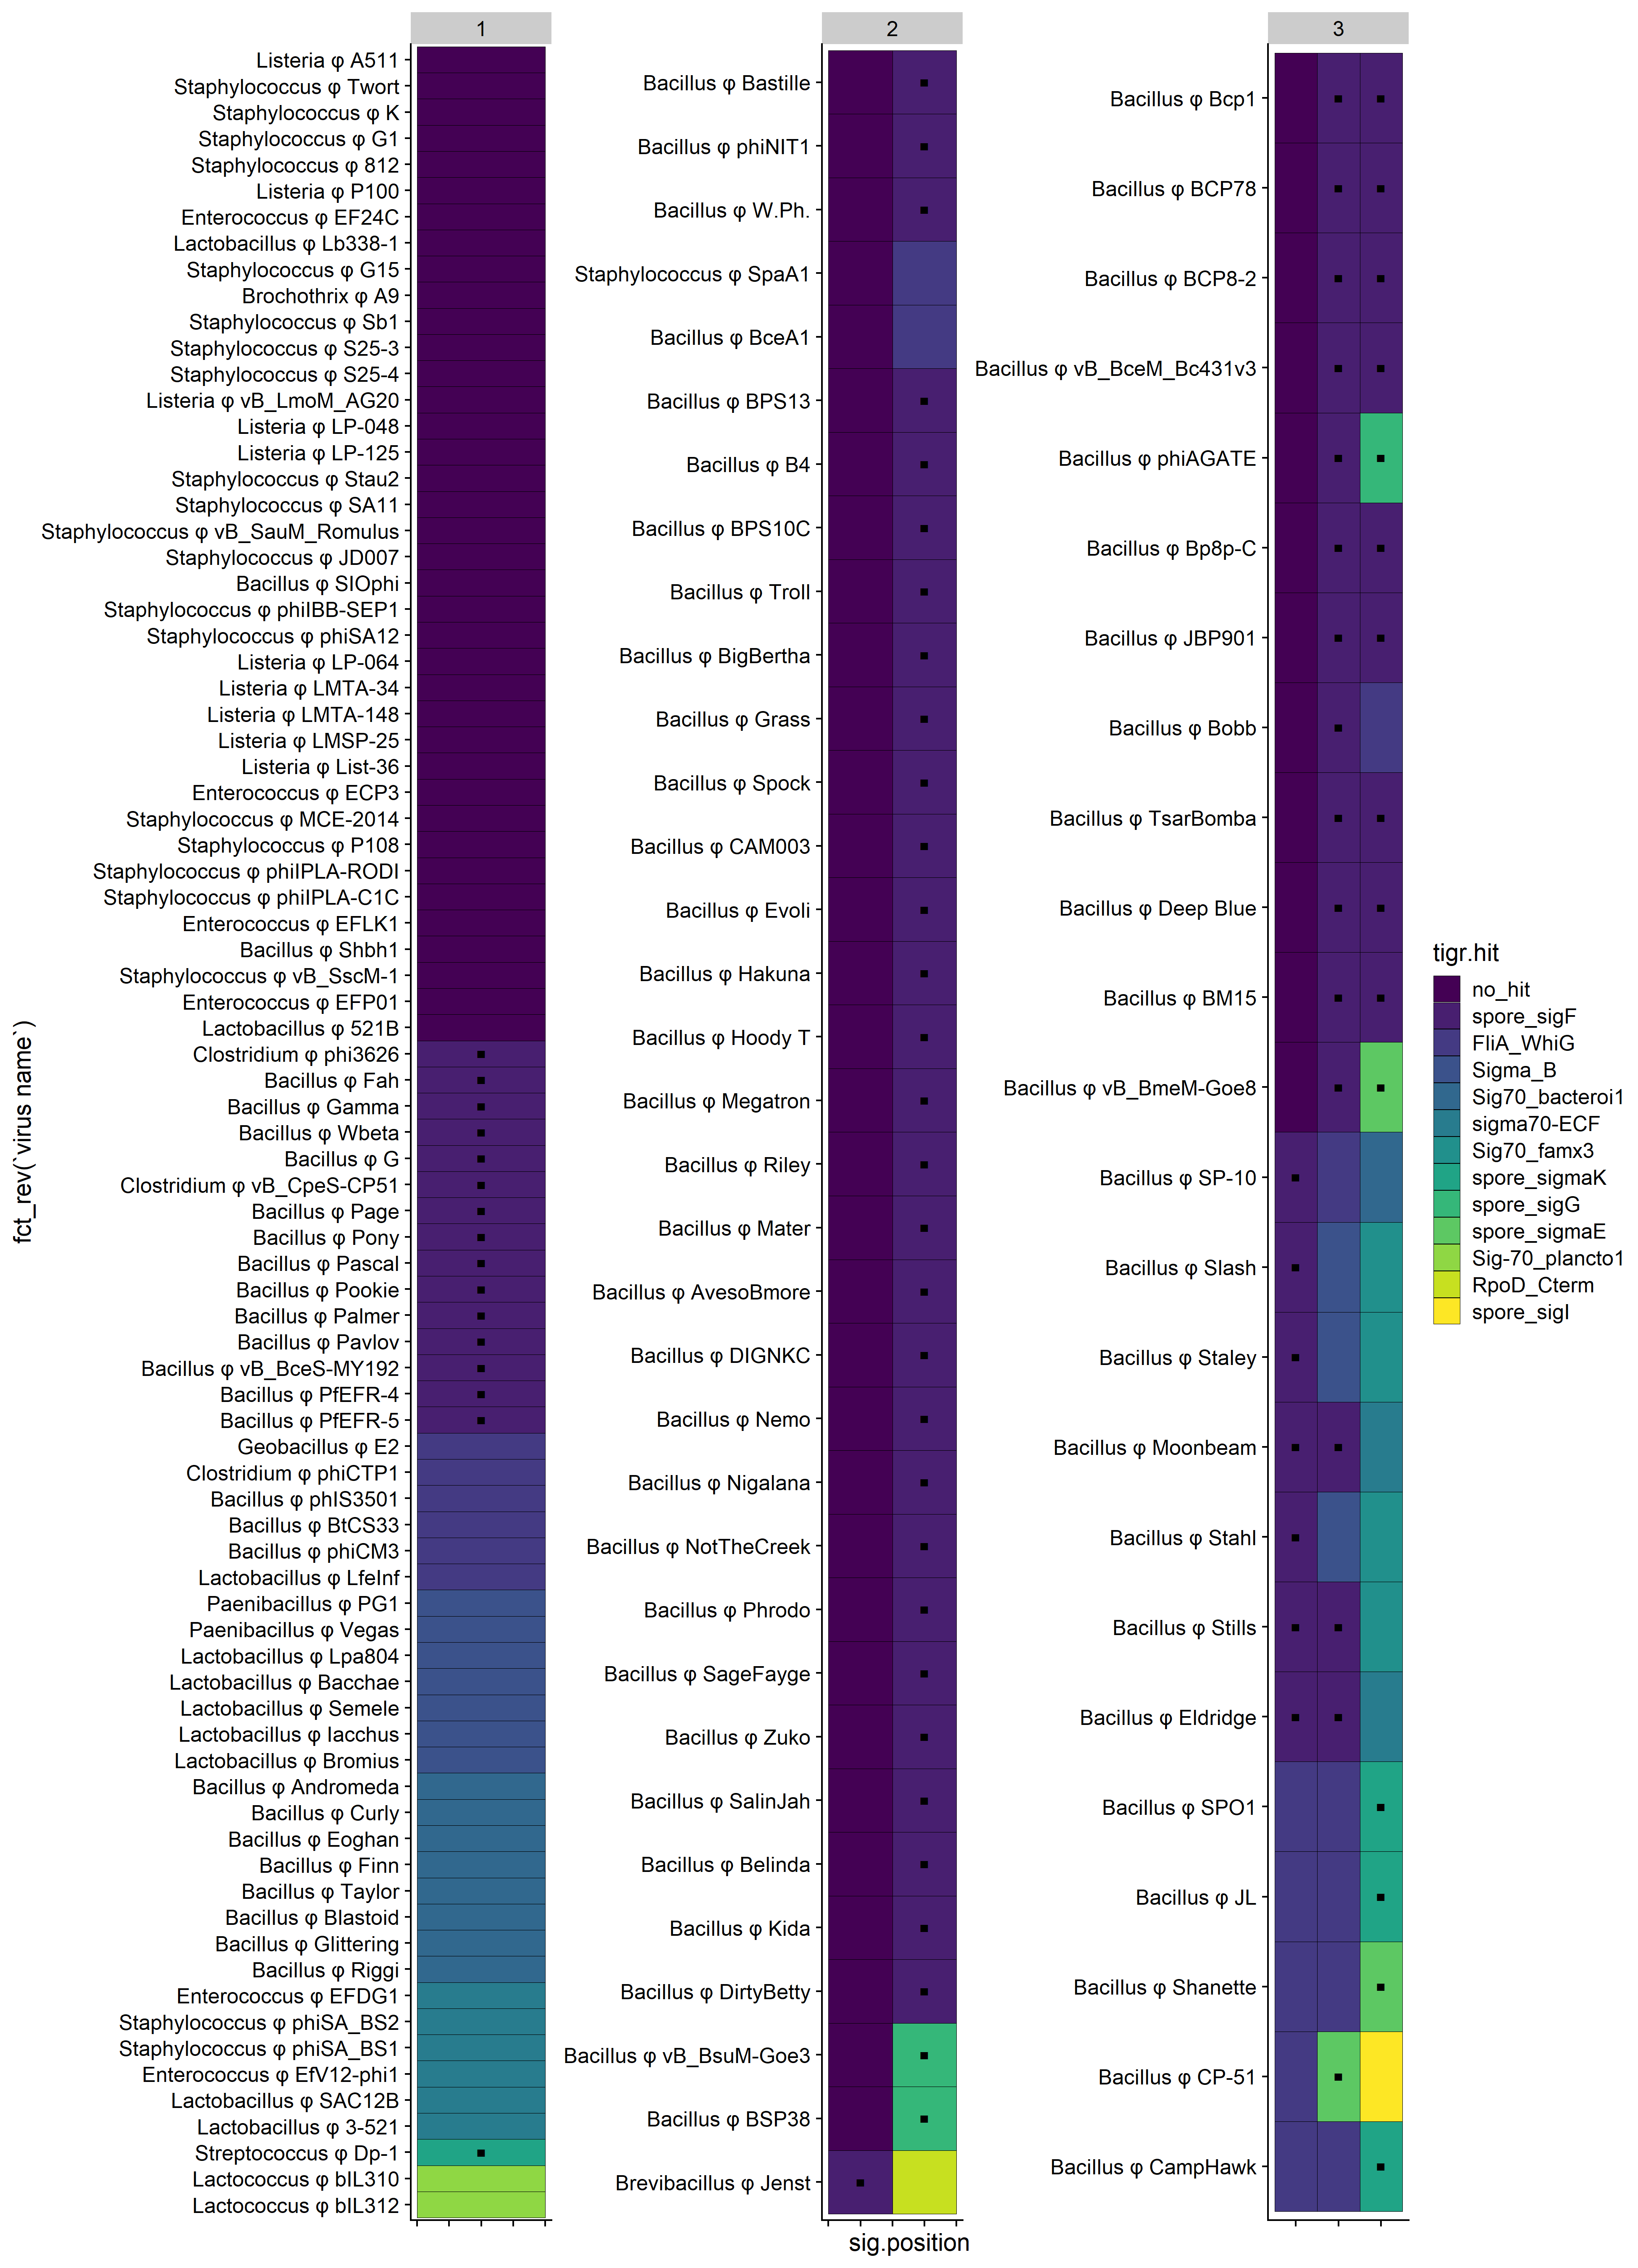 1
Listeria φ A511
Staphylococcus φ Twort
Staphylococcus φ K
Staphylococcus φ G1
Staphylococcus φ 812
Listeria φ P100
Enterococcus φ EF24C
Lactobacillus φ Lb338-1
Staphylococcus φ G15
Brochothrix φ A9
Staphylococcus φ Sb1
Staphylococcus φ S25-3
Staphylococcus φ S25-4
Listeria φ vB_LmoM_AG20
Listeria φ LP-048
Listeria φ LP-125
Staphylococcus φ Stau2
Staphylococcus φ SA11
Staphylococcus φ vB_SauM_Romulus
Staphylococcus φ JD007
Bacillus φ SIOphi
Staphylococcus φ phiIBB-SEP1
Staphylococcus φ phiSA12
Listeria φ LP-064
Listeria φ LMTA-34
Listeria φ LMTA-148
Listeria φ LMSP-25
Listeria φ List-36
Enterococcus φ ECP3
Staphylococcus φ MCE-2014
Staphylococcus φ P108
Staphylococcus φ phiIPLA-RODI
Staphylococcus φ phiIPLA-C1C
Enterococcus φ EFLK1
Bacillus φ Shbh1
Staphylococcus φ vB_SscM-1
Enterococcus φ EFP01
Lactobacillus φ 521B
Clostridium φ phi3626
Bacillus φ Fah
Bacillus φ Gamma
Bacillus φ Wbeta
Bacillus φ G
Clostridium φ vB_CpeS-CP51
Bacillus φ Page
Bacillus φ Pony
Bacillus φ Pascal
Bacillus φ Pookie
Bacillus φ Palmer
Bacillus φ Pavlov
Bacillus φ vB_BceS-MY192
Bacillus φ PfEFR-4
Bacillus φ PfEFR-5
Geobacillus φ E2
Clostridium φ phiCTP1
Bacillus φ phIS3501
Bacillus φ BtCS33
Bacillus φ phiCM3
Lactobacillus φ LfeInf
Paenibacillus φ PG1
Paenibacillus φ Vegas
Lactobacillus φ Lpa804
Lactobacillus φ Bacchae
Lactobacillus φ Semele
Lactobacillus φ Iacchus
Lactobacillus φ Bromius
Bacillus φ Andromeda
Bacillus φ Curly
Bacillus φ Eoghan
Bacillus φ Finn
Bacillus φ Taylor
Bacillus φ Blastoid
Bacillus φ Glittering
Bacillus φ Riggi
Enterococcus φ EFDG1
Staphylococcus φ phiSA_BS2
Staphylococcus φ phiSA_BS1
Enterococcus φ EfV12-phi1
Lactobacillus φ SAC12B
Lactobacillus φ 3-521
Streptococcus φ Dp-1
Lactococcus φ bIL310
Lactococcus φ bIL312
2
Bacillus φ Bastille
Bacillus φ phiNIT1
Bacillus φ W.Ph.
Staphylococcus φ SpaA1
Bacillus φ BceA1
Bacillus φ BPS13
Bacillus φ B4
Bacillus φ BPS10C
Bacillus φ Troll
Bacillus φ BigBertha
Bacillus φ Grass
Bacillus φ Spock
Bacillus φ CAM003
Bacillus φ Evoli
Bacillus φ Hakuna
Bacillus φ Hoody T
Bacillus φ Megatron
Bacillus φ Riley
Bacillus φ Mater
Bacillus φ AvesoBmore
Bacillus φ DIGNKC
Bacillus φ Nemo
Bacillus φ Nigalana
Bacillus φ NotTheCreek
Bacillus φ Phrodo
Bacillus φ SageFayge
Bacillus φ Zuko
Bacillus φ SalinJah
Bacillus φ Belinda
Bacillus φ Kida
Bacillus φ DirtyBetty
Bacillus φ vB_BsuM-Goe3
Bacillus φ BSP38
Brevibacillus φ Jenst
3
Bacillus φ Bcp1
Bacillus φ BCP78
Bacillus φ BCP8-2
Bacillus φ vB_BceM_Bc431v3
Bacillus φ phiAGATE
Bacillus φ Bp8p-C
Bacillus φ JBP901
Bacillus φ Bobb
Bacillus φ TsarBomba
Bacillus φ Deep Blue
Bacillus φ BM15
Bacillus φ vB_BmeM-Goe8
Bacillus φ SP-10
Bacillus φ Slash
Bacillus φ Staley
Bacillus φ Moonbeam
Bacillus φ Stahl
Bacillus φ Stills
Bacillus φ Eldridge
Bacillus φ SPO1
Bacillus φ JL
Bacillus φ Shanette
Bacillus φ CP-51
Bacillus φ CampHawk
fct_rev(`virus name`)
sig.position
tigr.hit
no_hit
spore_sigF
FliA_WhiG
Sigma_B
Sig70_bacteroi1
sigma70-ECF
Sig70_famx3
spore_sigmaK
spore_sigG
spore_sigmaE
Sig-70_plancto1
RpoD_Cterm
spore_sigI